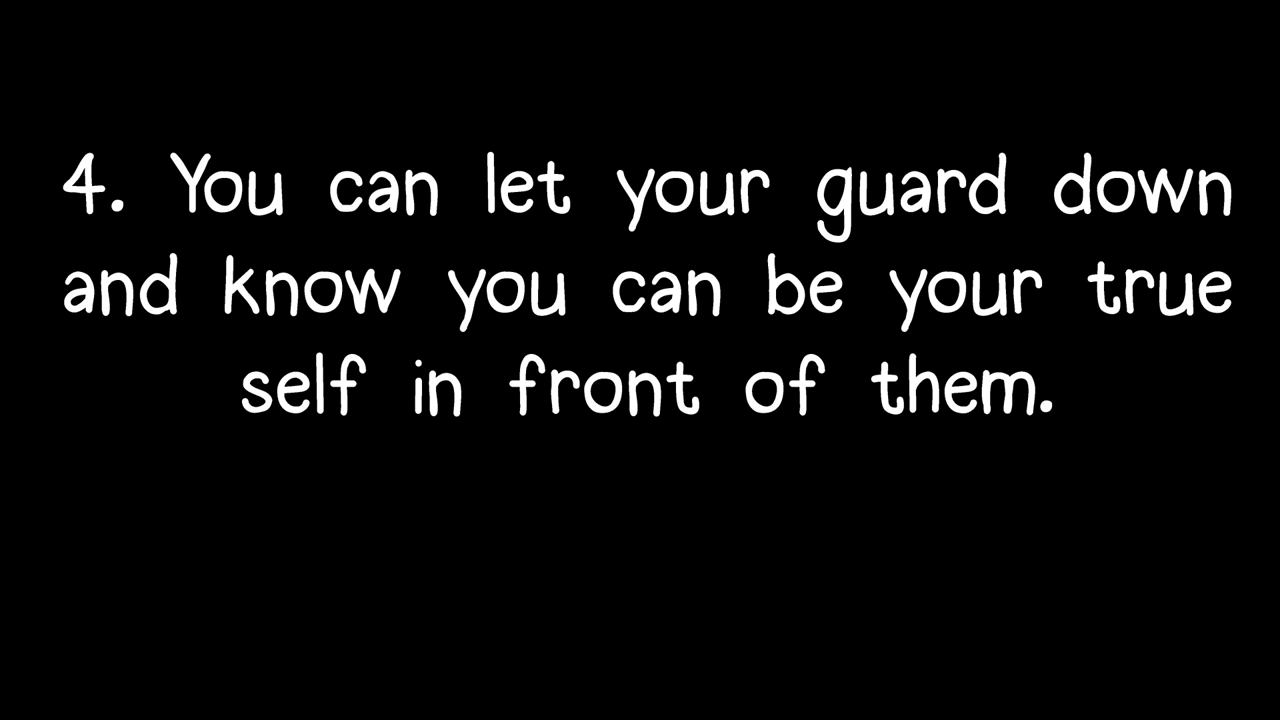 4. You can let your guard down
and know you can be your true
self in front of them.